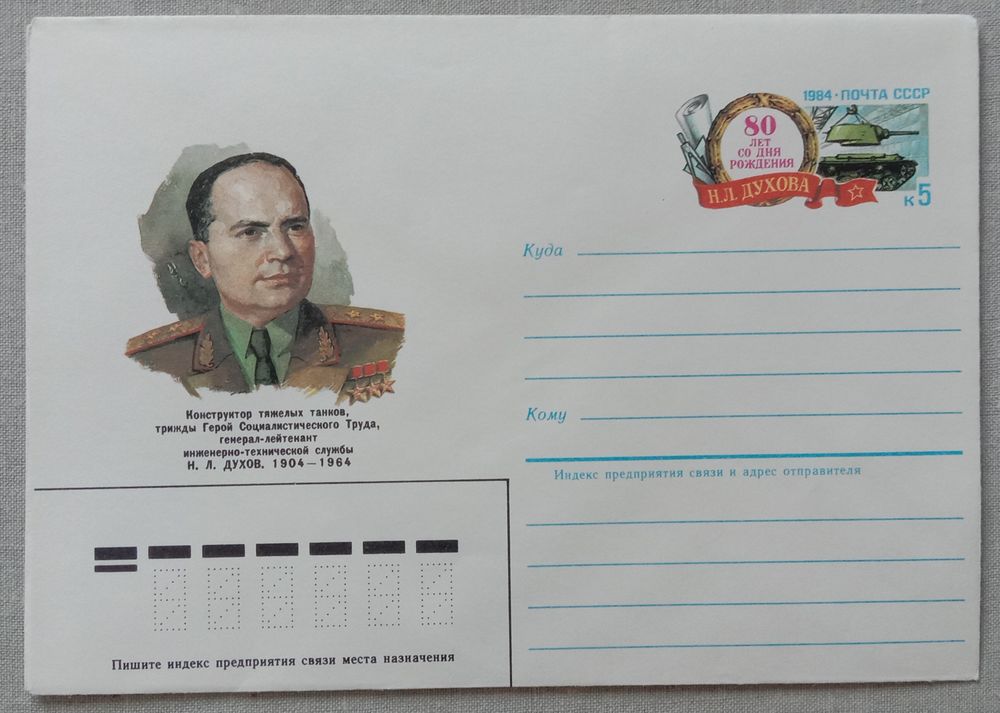 1984 · ПОЧТА СССР
80
ЛЕТ
СО ДНЯ
РОЖДЕНИЯ
Н.Л. ДУХОВА
к 5
Куда
Кому
Индекс предприятия связи и адрес отправителя
Конструктор тяжелых танков,
трижды Герой Социалистического Труда,
генерал-лейтенант
инженерно-технической службы
Н. Л. ДУХОВ. 1904—1964
Пишите индекс предприятия связи места назначения